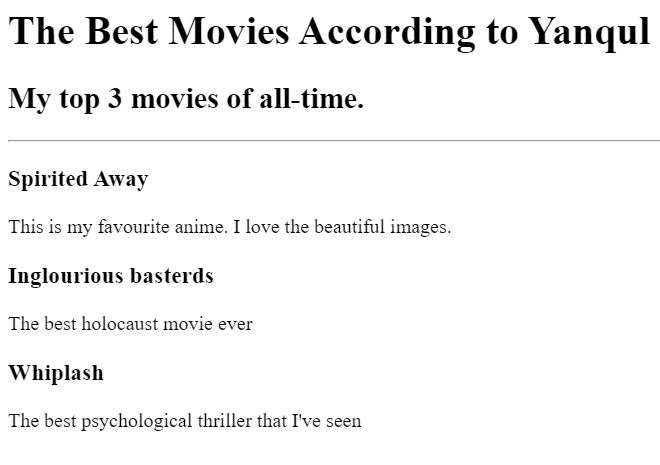 The Best Movies According to Yanqul
My top 3 movies of all-time.
Spirited Away
This is my favourite anime. I love the beautiful images.
Inglourious basterds
The best holocaust movie ever
Whiplash
The best psychological thriller that I've seen